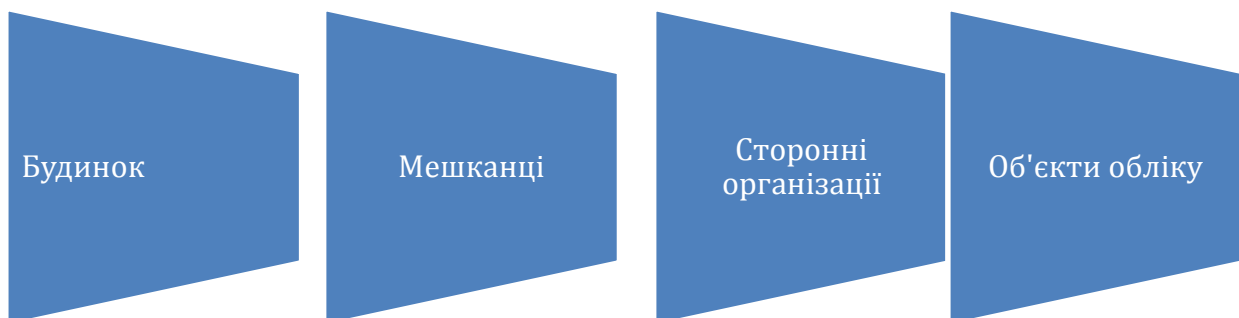 Будинок
Мешканці
Сторонні
організації
Об'єкти обліку